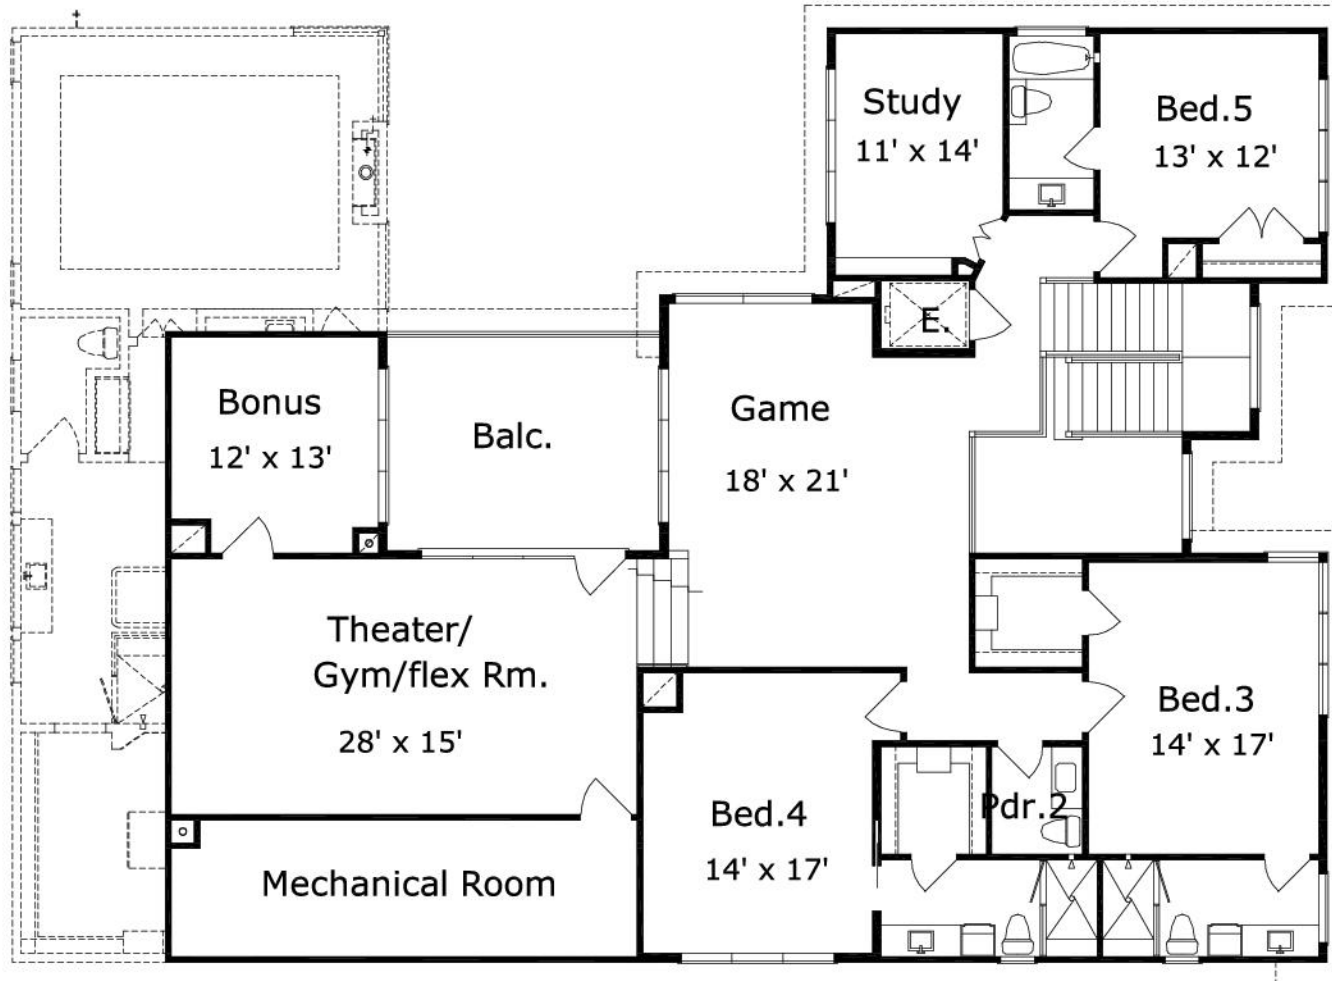 Study
11' x 14'
Bed.5
13' x 12'
E.
Bonus
12' x 13'
Balc.
Game
18' x 21'
Theater/
Gym/flex Rm.
28' x 15'
Bed.3
14' x 17'
Bed.4
14' x 17'
Pdr.2
Mechanical Room